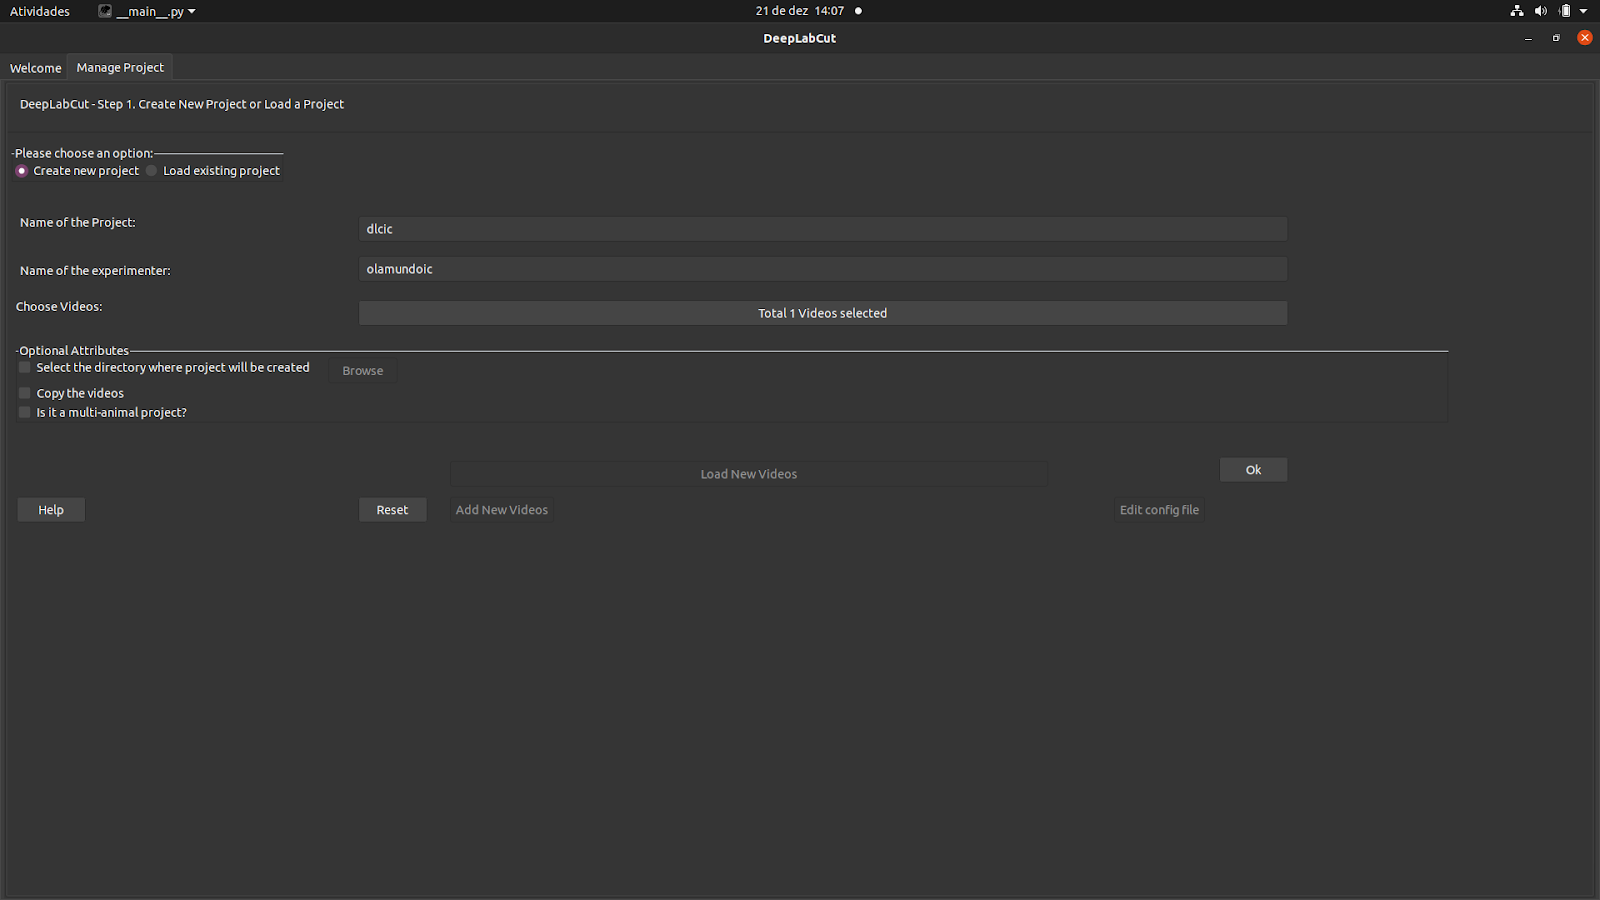 Atividades __main__.py 21 de dez 14:07
DeepLabCut
Welcome Manage Project
DeepLabCut - Step 1. Create New Project or Load a Project
Please choose an option:
Create new project Load existing project
Name of the Project: dlcic
Name of the experimenter: olamundoic
Choose Videos: Total 1 Videos selected
Optional Attributes
Select the directory where project will be created Browse
Copy the videos
Is it a multi-animal project?
Load New Videos Ok
Help Reset Add New Videos Edit config file